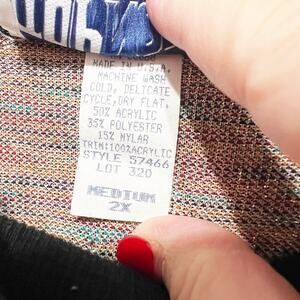 MADE IN U.S.A.
MACHINE WASH
COLD, DELICATE
CYCLE, DRY FLAT.
50% ACRYLIC
35% POLYESTER
15% NYLAR
TRIM:100%ACRYLIC
STYLE 57466
LOT 320
MEDIUM
2X